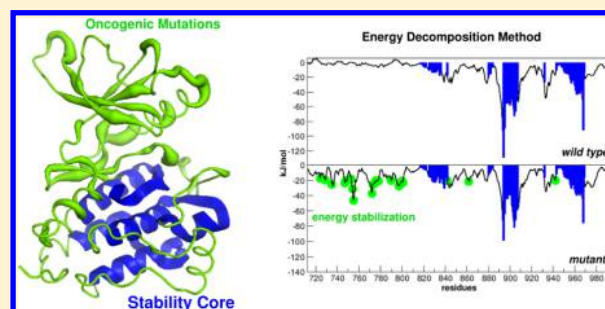 Oncogenic Mutations
Stability Core
Energy Decomposition Method
0
-20
-40
-60
-80
-100
-120
wild type
kJ/mol
0
-20
-40
-60
-80
-100
-120
-140
energy stabilization
mutant
720 740 760 780 800 820 840 860 880 900 920 940 960 980
residues